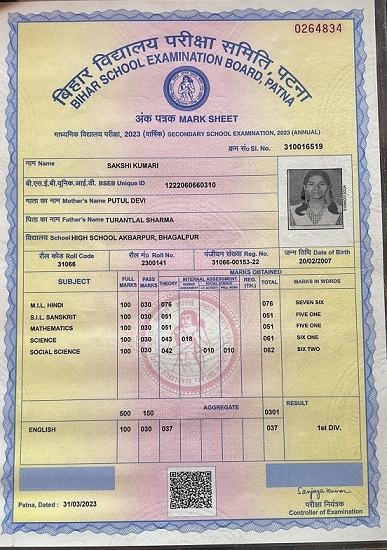 0264834
बिहार विद्यालय परीक्षा समिति, पटना
BIHAR SCHOOL EXAMINATION BOARD, PATNA
अंक पत्रक MARK SHEET
माध्यमिक विद्यालय परीक्षा, 2023 (वार्षिक) SECONDARY SCHOOL EXAMINATION, 2023 (ANNUAL)
क्रम सं० Sl. No. 310016519
नाम Name SAKSHI KUMARI
बी.एस.ई.बी.यूनिक.आई.डी. BSEB Unique ID 1222060660310
माता का नाम Mother's Name PUTUL DEVI
पिता का नाम Father's Name TURANTLAL SHARMA
विद्यालय School HIGH SCHOOL AKBARPUR, BHAGALPUR
रौल कोड Roll Code रौल न० Roll No. पंजीयन संख्या Reg. No. जन्म तिथि Date of Birth
31066 2300141 31066-00153-22 20/02/2007
MARKS OBTAINED
SUBJECT FULL MARKS PASS MARKS THEORY INTERNAL ASSESSMENT REG. (TH.) TOTAL MARKS IN WORDS
SCIENCE SOCIAL SCIENCE
M.I.L. HINDI 100 030 076 076 SEVEN SIX
S.I.L. SANSKRIT 100 030 051 051 FIVE ONE
MATHEMATICS 100 030 051 051 FIVE ONE
SCIENCE 100 030 043 018 061 SIX ONE
SOCIAL SCIENCE 100 030 042 010 010 062 SIX TWO
500 150 AGGREGATE 0301 RESULT
ENGLISH 100 030 037 037 1st DIV.
Patna, Dated : 31/03/2023
Sanjay Kumar
परीक्षा नियंत्रक
Controller of Examination